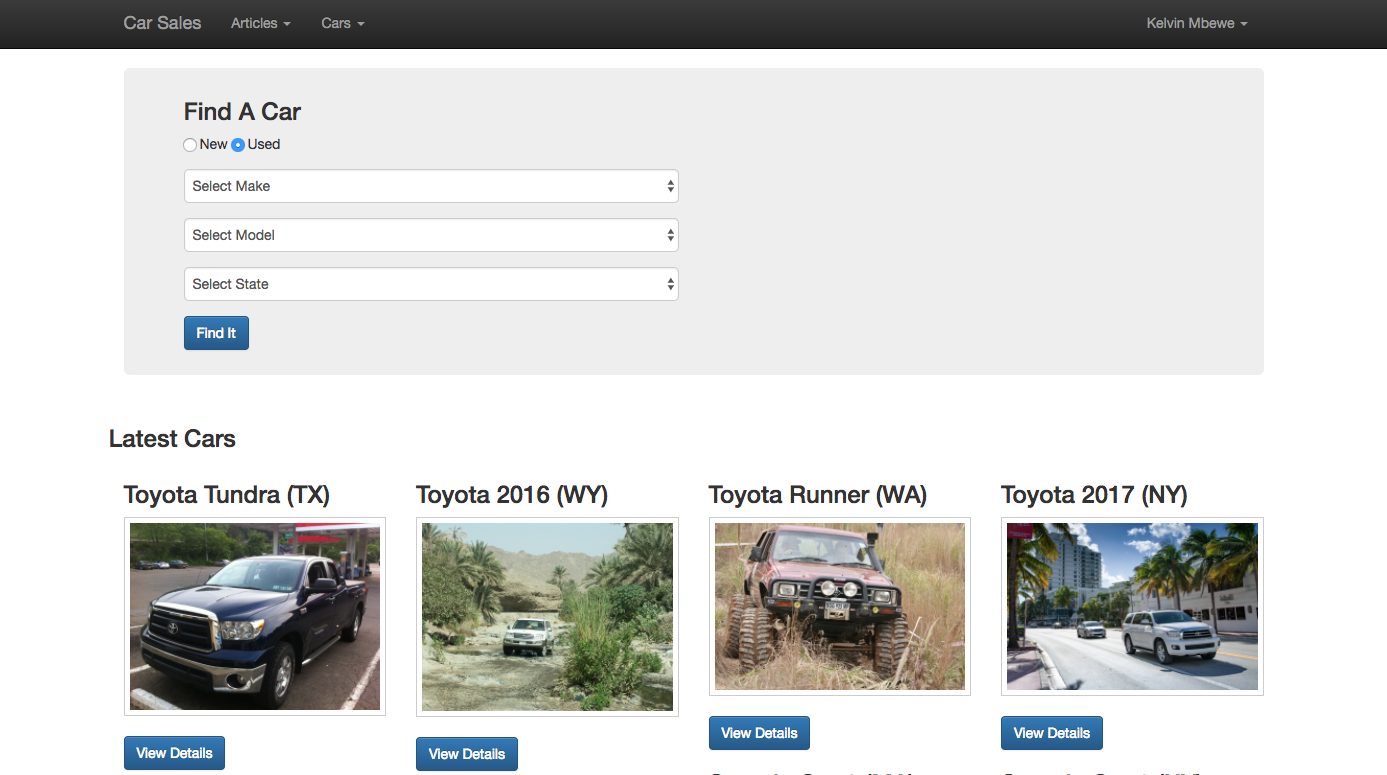 Car Sales Articles Cars Kelvin Mbewe
Find A Car
New Used
Select Make
Select Model
Select State
Find It
Latest Cars
Toyota Tundra (TX) Toyota 2016 (WY) Toyota Runner (WA) Toyota 2017 (NY)
View Details View Details View Details View Details